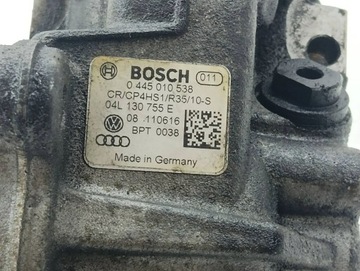 BOSCH 011
0 445 010 538
CR/CP4HS1/R35/10-S
04L 130 755 E
08 110616
BPT 0038
Made in Germany